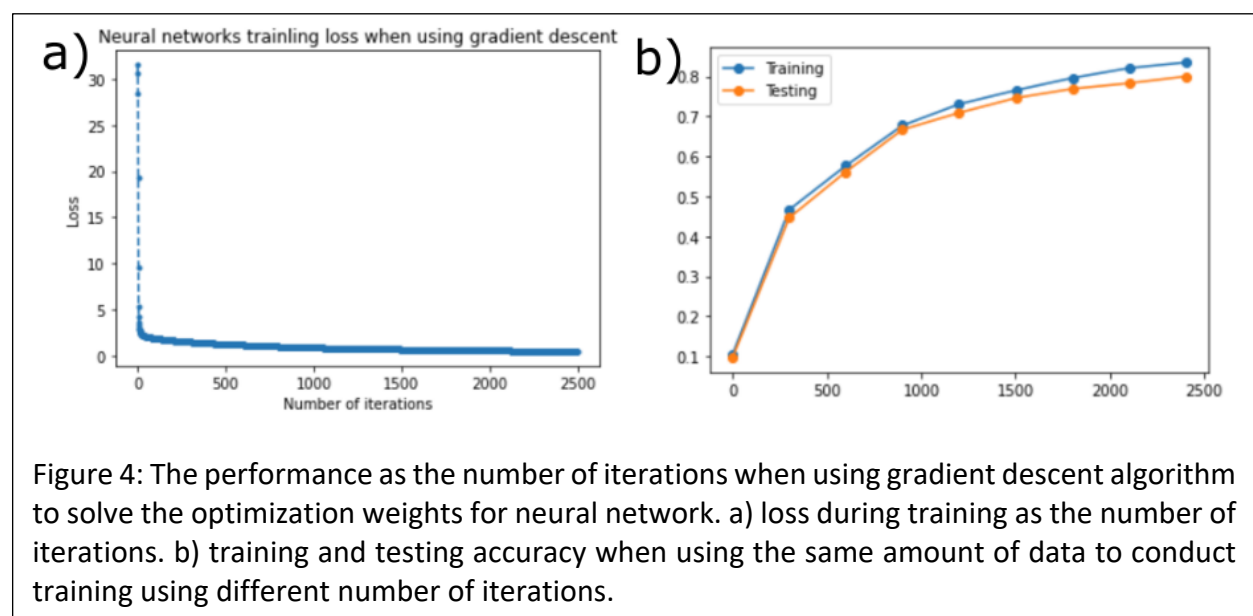 a) Neural networks trainling loss when using gradient descent
30
25
20
15
10
5
0
Loss
0 500 1000 1500 2000 2500
Number of iterations
b)
Training
Testing
0.8
0.7
0.6
0.5
0.4
0.3
0.2
0.1
0 500 1000 1500 2000 2500
Figure 4: The performance as the number of iterations when using gradient descent algorithm
to solve the optimization weights for neural network. a) loss during training as the number of
iterations. b) training and testing accuracy when using the same amount of data to conduct
training using different number of iterations.